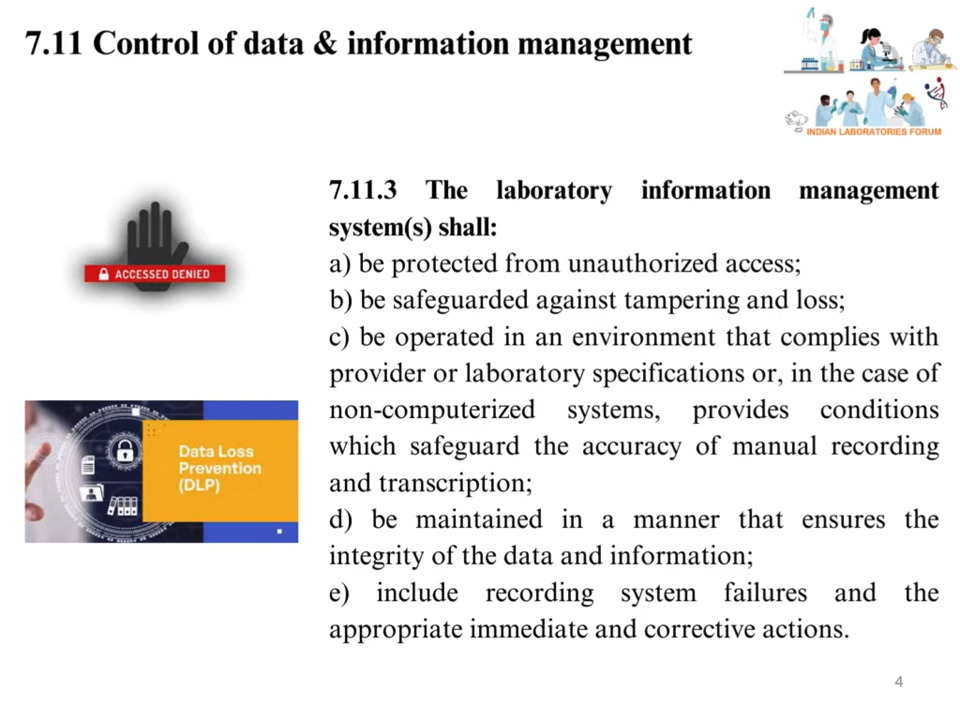 7.11 Control of data & information management
INDIAN LABORATORIES FORUM
7.11.3 The laboratory information management
system(s) shall:
a) be protected from unauthorized access;
b) be safeguarded against tampering and loss;
c) be operated in an environment that complies with
provider or laboratory specifications or, in the case of
non-computerized systems, provides conditions
which safeguard the accuracy of manual recording
and transcription;
d) be maintained in a manner that ensures the
integrity of the data and information;
e) include recording system failures and the
appropriate immediate and corrective actions.
ACCESSED DENIED
Data Loss
Prevention
(DLP)
4